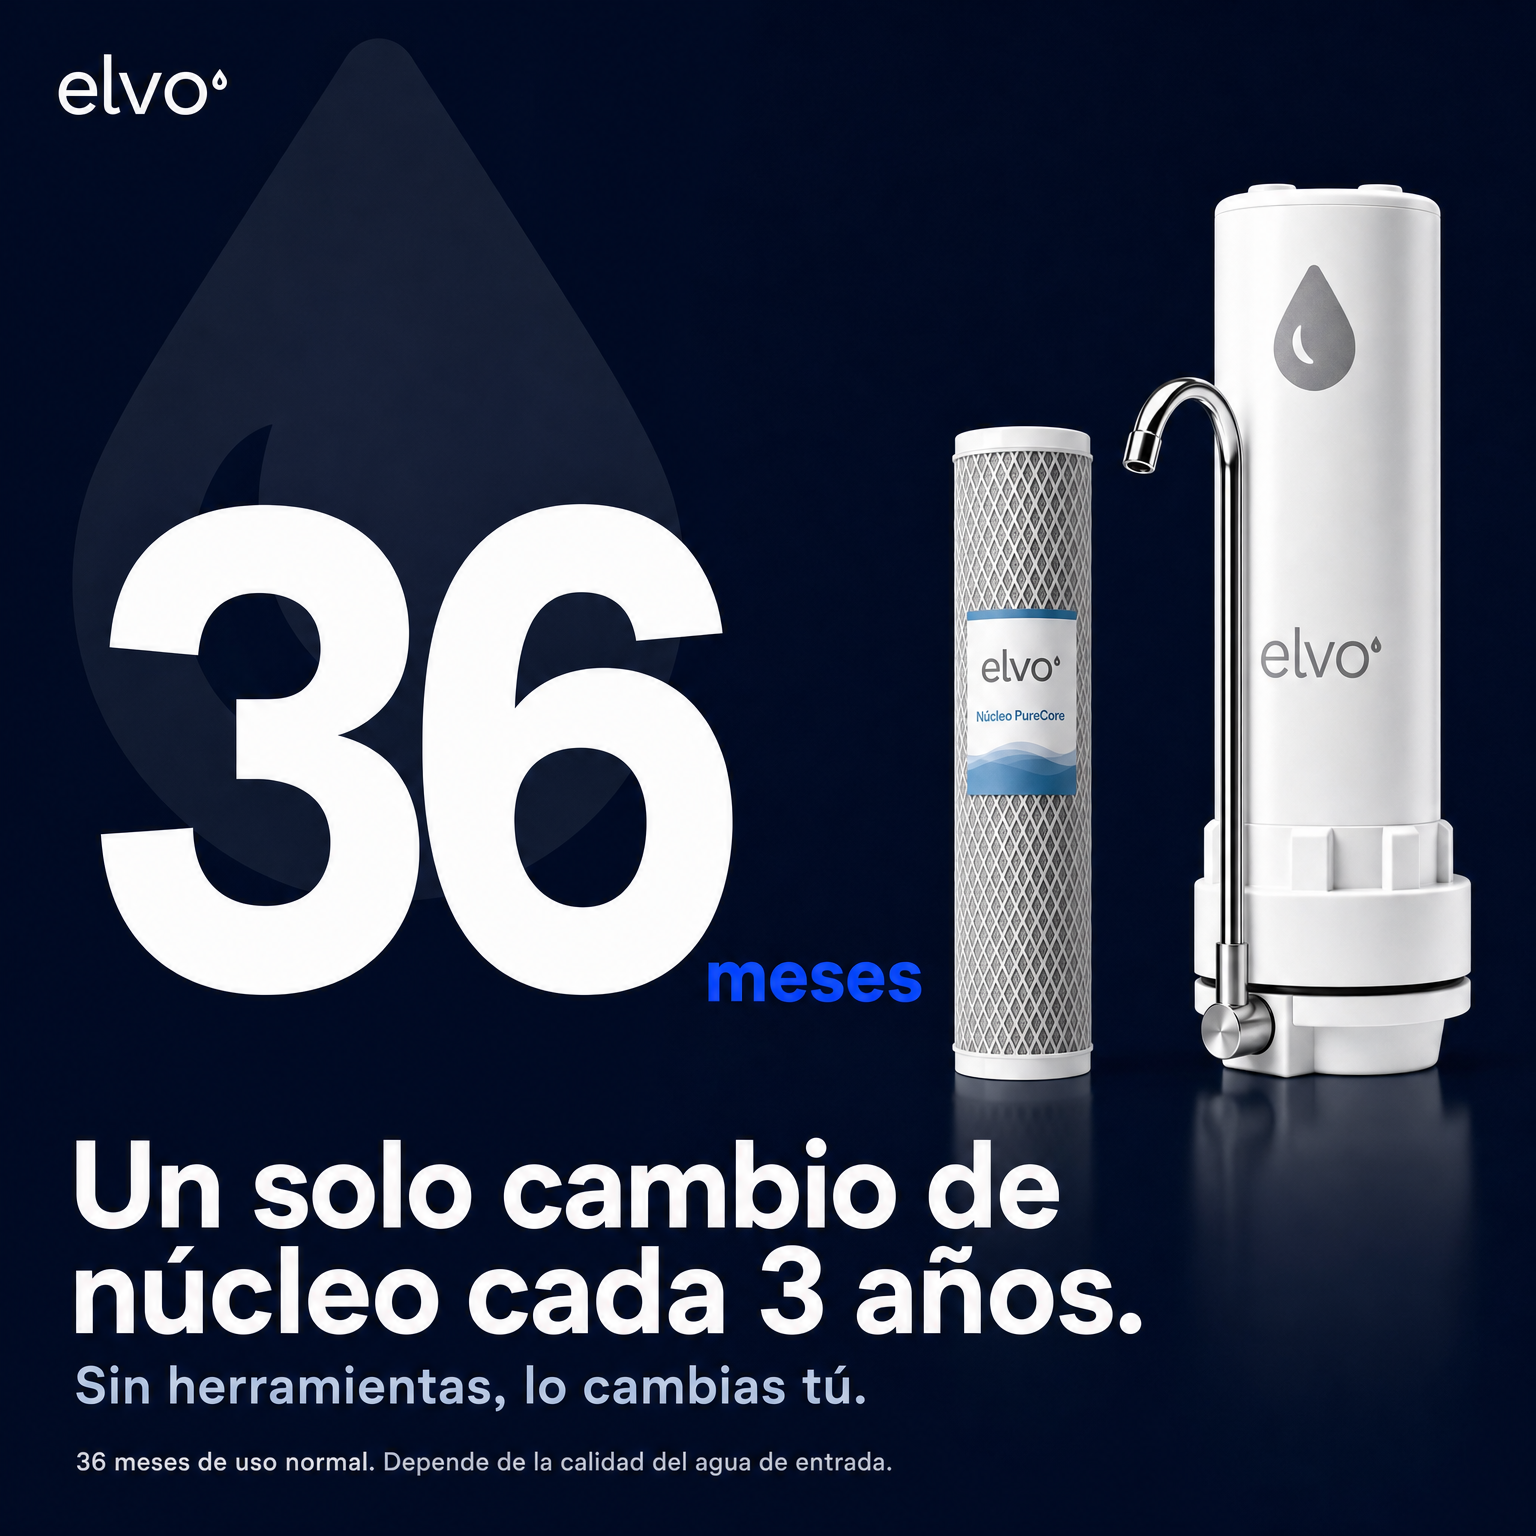 elvo
36
meses
elvo
Núcleo PureCore
elvo
Un solo cambio de
núcleo cada 3 años.
Sin herramientas, lo cambias tú.
36 meses de uso normal. Depende de la calidad del agua de entrada.